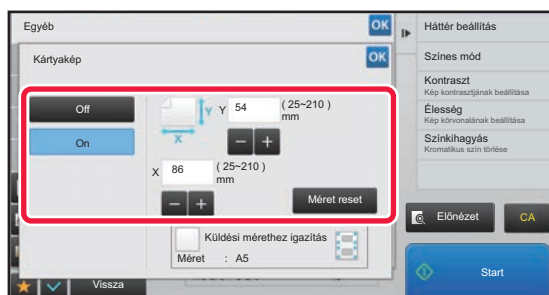 Egyéb
OK
Kártyakép
OK
Off
On
Y
Y 54 ( 25~210 )
mm
X
X 86 ( 25~210 )
mm
Méret reset
Küldési mérethez igazítás
Méret : A5
Vissza
Háttér beállítás
Színes mód
Kontraszt
Kép kontrasztjának beállítása
Élesség
Kép körvonalának beállítása
Színkihagyás
Kromatikus szín törlése
Előnézet
CA
Start